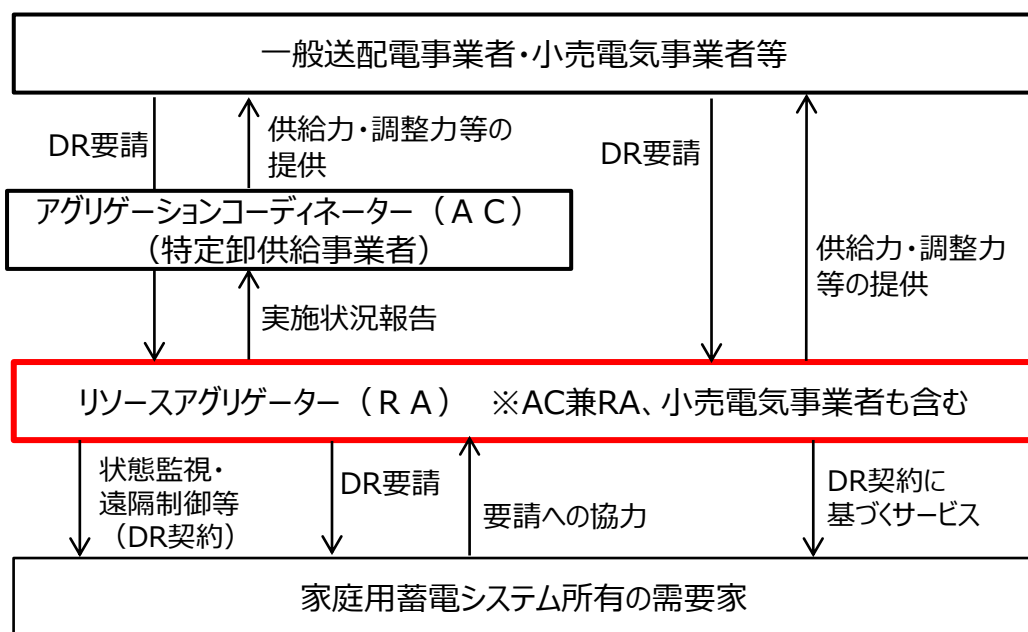 一般送配電事業者・小売電気事業者等
DR要請
供給力・調整力等の
提供
DR要請
アグリゲーションコーディネーター（ＡＣ）
（特定卸供給事業者）
供給力・調整力
等の提供
実施状況報告
リソースアグリゲーター（ＲＡ）　※AC兼RA、小売電気事業者も含む
状態監視・
遠隔制御等
（DR契約）
DR要請
要請への協力
DR契約に
基づくサービス
家庭用蓄電システム所有の需要家